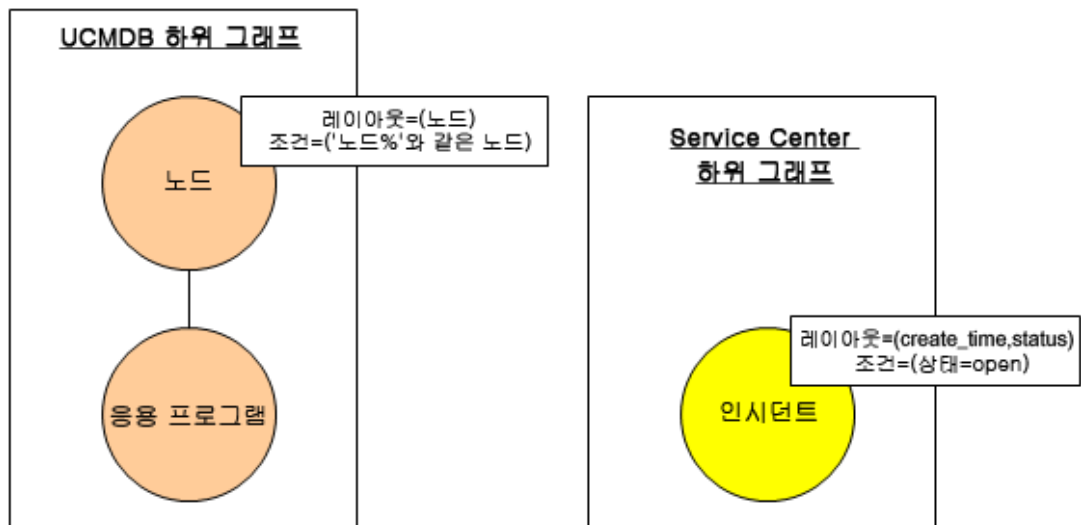 UCMDB 하위 그래프
레이아웃=(노드)
조건=('노드%'와 같은 노드)
노드
응용 프로그램
Service Center
하위 그래프
레이아웃=(create_time,status)
조건=(상태=open)
인시던트